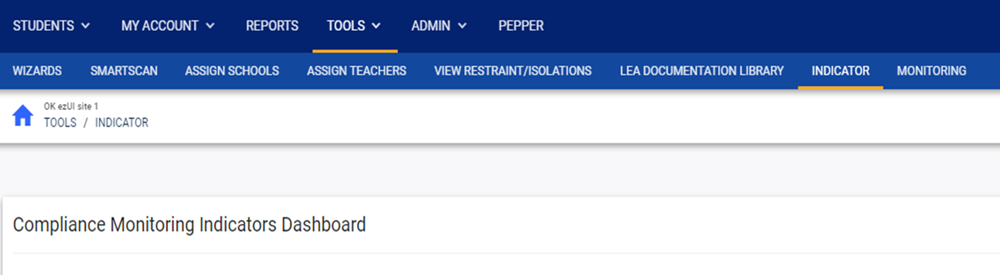 STUDENTS MY ACCOUNT REPORTS TOOLS ADMIN PEPPER
WIZARDS SMARTSCAN ASSIGN SCHOOLS ASSIGN TEACHERS VIEW RESTRAINT/ISOLATIONS LEA DOCUMENTATION LIBRARY INDICATOR MONITORING
OK ezUI site 1
TOOLS / INDICATOR
Compliance Monitoring Indicators Dashboard